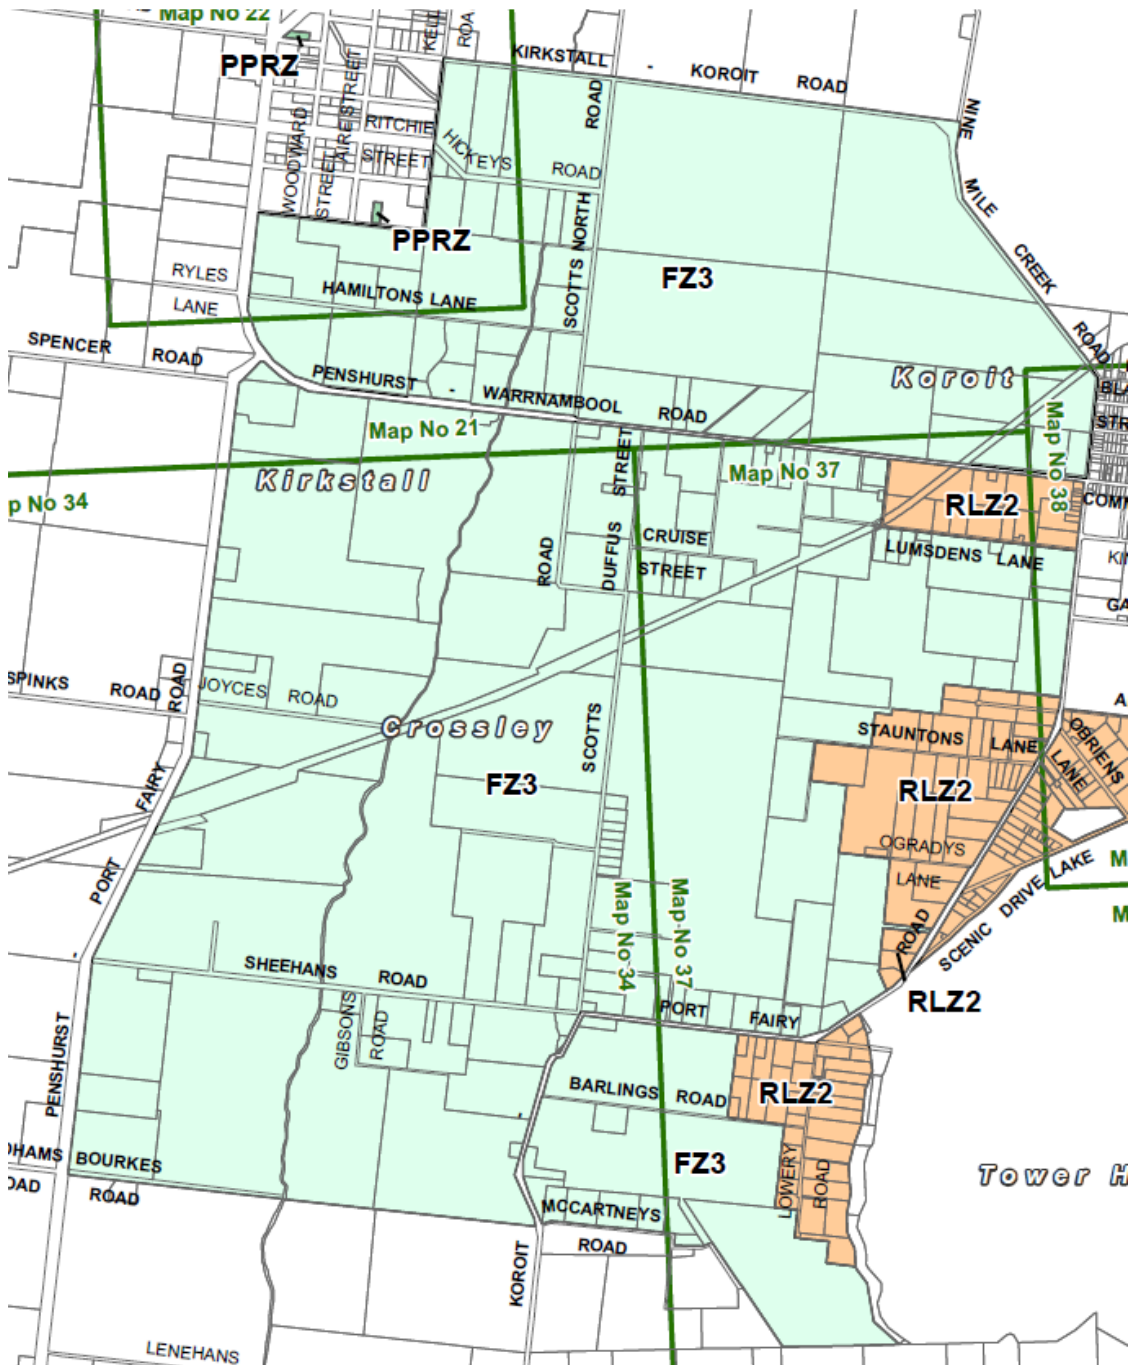 Map No 22
PPRZ
KIRKSTALL - KOROIT ROAD
NINE MILE CREEK ROAD
WOODWARD STREET
AIRE STREET
RITCHIE STREET
HICKEYS ROAD
PPRZ
SCOTTS NORTH ROAD
FZ3
RYLES LANE
HAMILTONS LANE
SPENCER ROAD
PENSHURST - WARRNAMBOOL ROAD
Koroit
Map No 21
Kirkstall
Map No 37
Map No 38
p No 34
RLZ2
DUFFUS STREET
CRUISE STREET
LUMSDENS LANE
ROAD
SPINKS ROAD
ROAD
JOYCES ROAD
Crossley
SCOTTS
STAUNTONS LANE
OBRIENS LANE
FZ3
RLZ2
FAIRY
PORT
OGRADYS LANE
Map No 34
Map No 37
SCENIC DRIVE LAKE
ROAD
RLZ2
SHEEHANS ROAD
PORT FAIRY
GIBSONS ROAD
PENSHURST
BARLINGS ROAD
RLZ2
FZ3
Tower H
LOWERY ROAD
DHAMS
OAD
BOURKES ROAD
MCCARTNEYS ROAD
KOROIT
LENEHANS